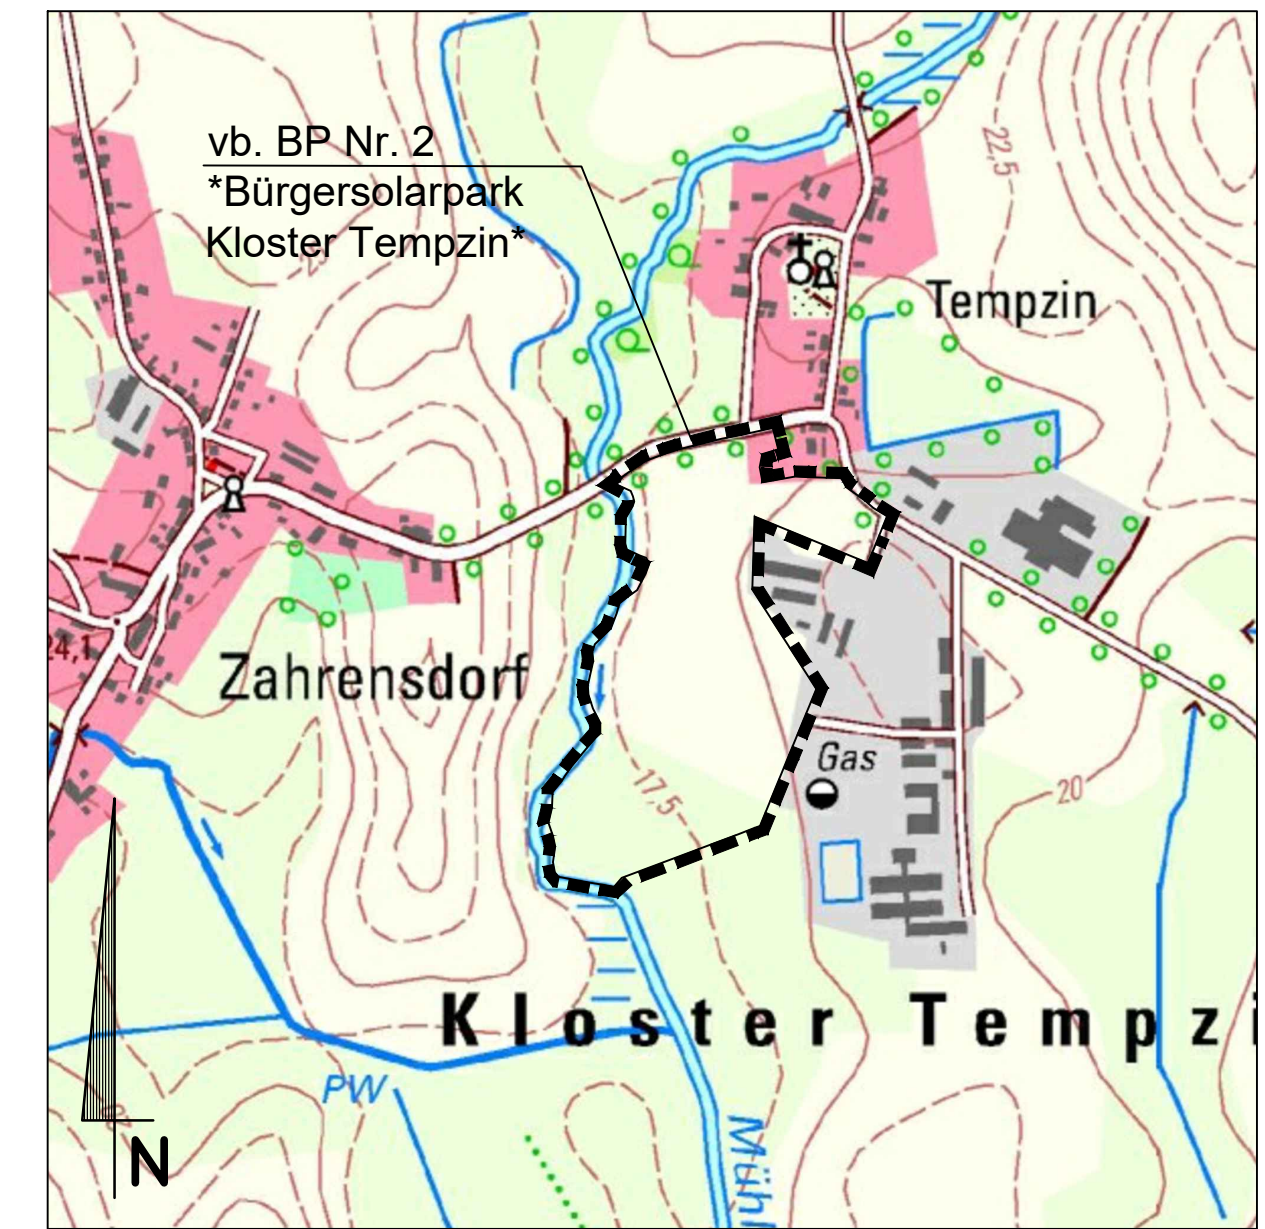 vb. BP Nr. 2
*Bürgersolarpark
Kloster Tempzin*
22,5
Tempzin
24,1
Zahrensdorf
17,5
Gas
20
Kloster Tempzi
PW
Mühl
N